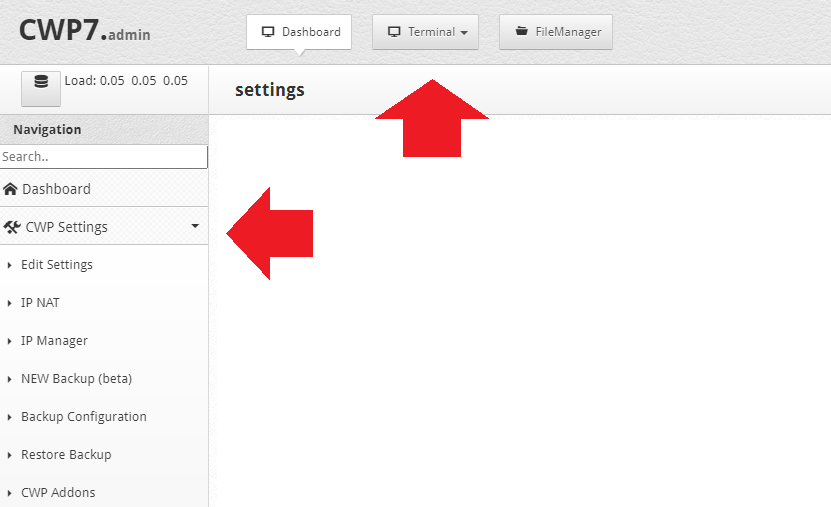 CWP7.admin
Dashboard
Terminal
FileManager
Load: 0.05 0.05 0.05
settings
Navigation
Search..
Dashboard
CWP Settings
Edit Settings
IP NAT
IP Manager
NEW Backup (beta)
Backup Configuration
Restore Backup
CWP Addons